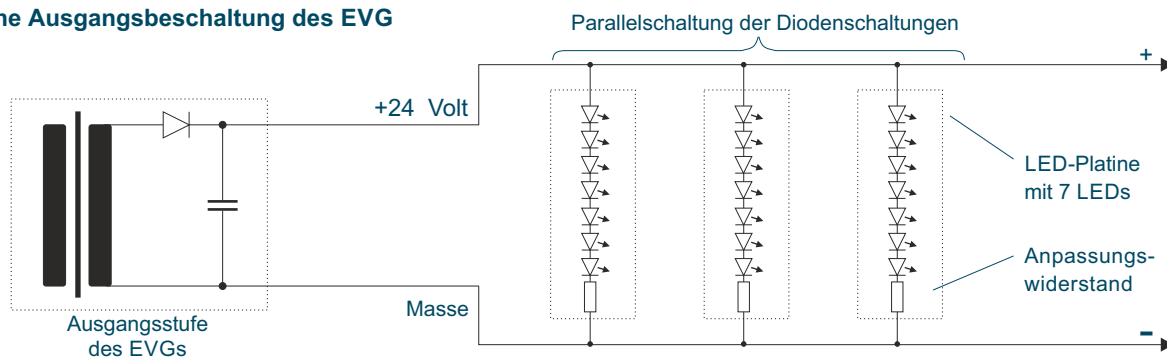 Ausgangsbeschaltung des EVG
Parallelschaltung der Diodenschaltungen
+
+24 Volt
LED-Platine
mit 7 LEDs
Anpassungs-
widerstand
Masse
Ausgangsstufe
des EVGs
-